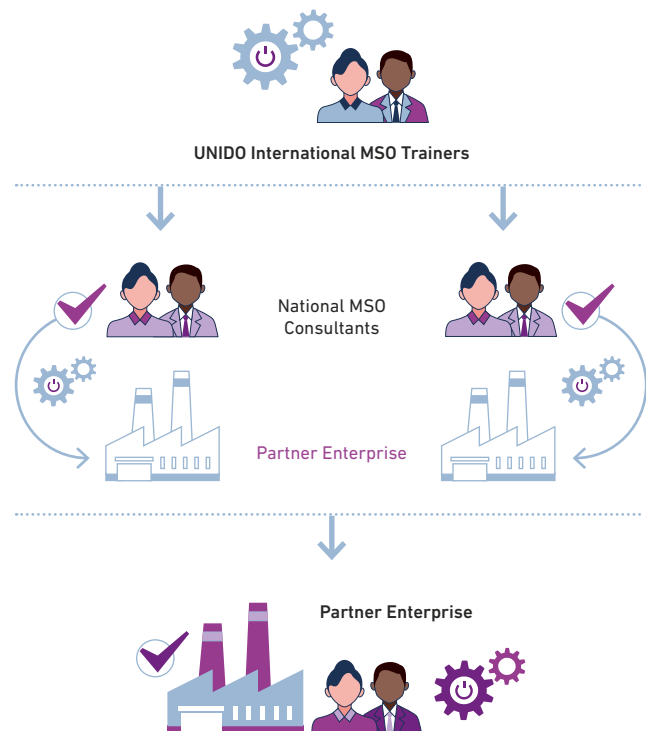 UNIDO International MSO Trainers
National MSO
Consultants
Partner Enterprise
Partner Enterprise